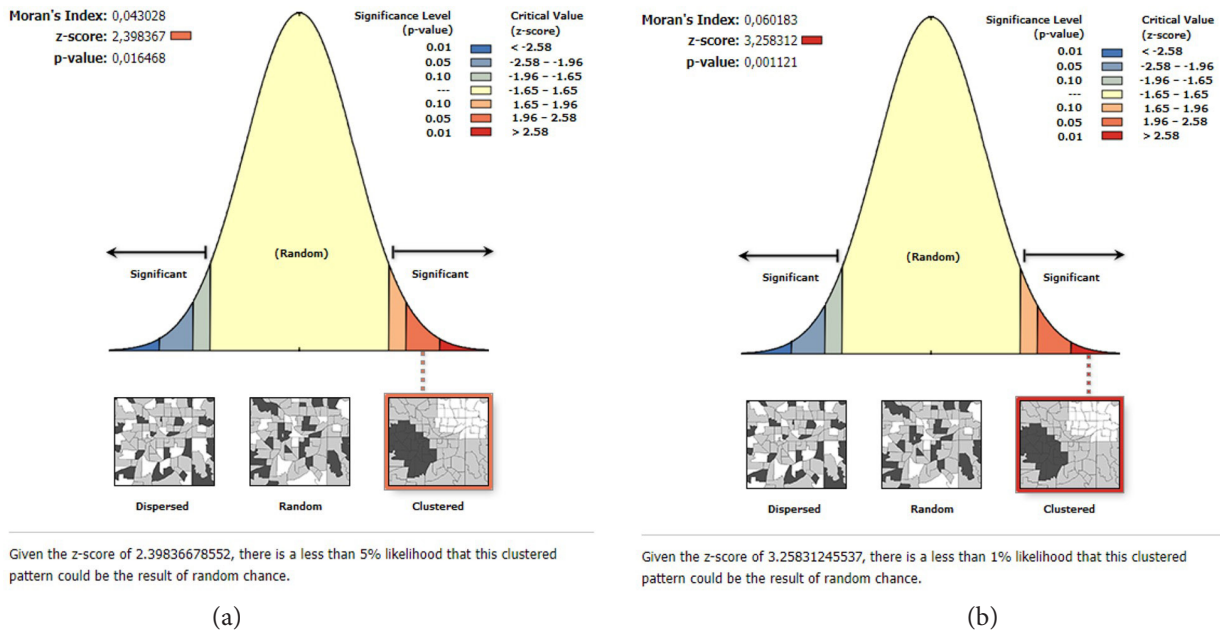 Moran's Index: 0,043028
z-score: 2,398367
p-value: 0,016468
Significance Level
(p-value)
Critical Value
(z-score)
0.01 < -2.58
0.05 -2.58 – -1.96
0.10 -1.96 – -1.65
--- -1.65 – 1.65
0.10 1.65 – 1.96
0.05 1.96 – 2.58
0.01 > 2.58
(Random)
Significant
Significant
Dispersed
Random
Clustered
Given the z-score of 2.39836678552, there is a less than 5% likelihood that this clustered
pattern could be the result of random chance.
(a)
Moran's Index: 0,060183
z-score: 3,258312
p-value: 0,001121
Significance Level
(p-value)
Critical Value
(z-score)
0.01 < -2.58
0.05 -2.58 – -1.96
0.10 -1.96 – -1.65
--- -1.65 – 1.65
0.10 1.65 – 1.96
0.05 1.96 – 2.58
0.01 > 2.58
(Random)
Significant
Significant
Dispersed
Random
Clustered
Given the z-score of 3.25831245537, there is a less than 1% likelihood that this clustered
pattern could be the result of random chance.
(b)